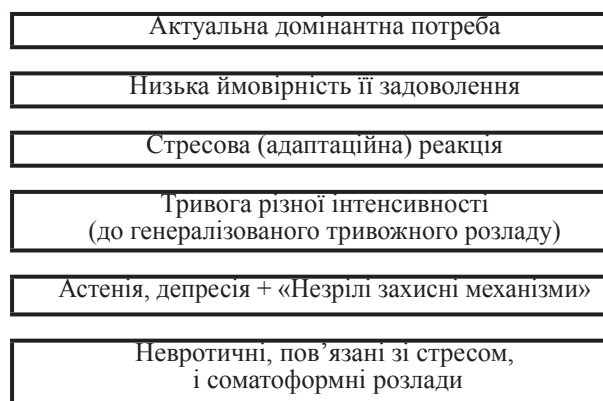 Актуальна домінантна потреба
Низька ймовірність її задоволення
Стресова (адаптаційна) реакція
Тривога різної інтенсивності
(до генералізованого тривожного розладу)
Астенія, депресія + «Незрілі захисні механізми»
Невротичні, пов’язані зі стресом,
і соматоформні розлади